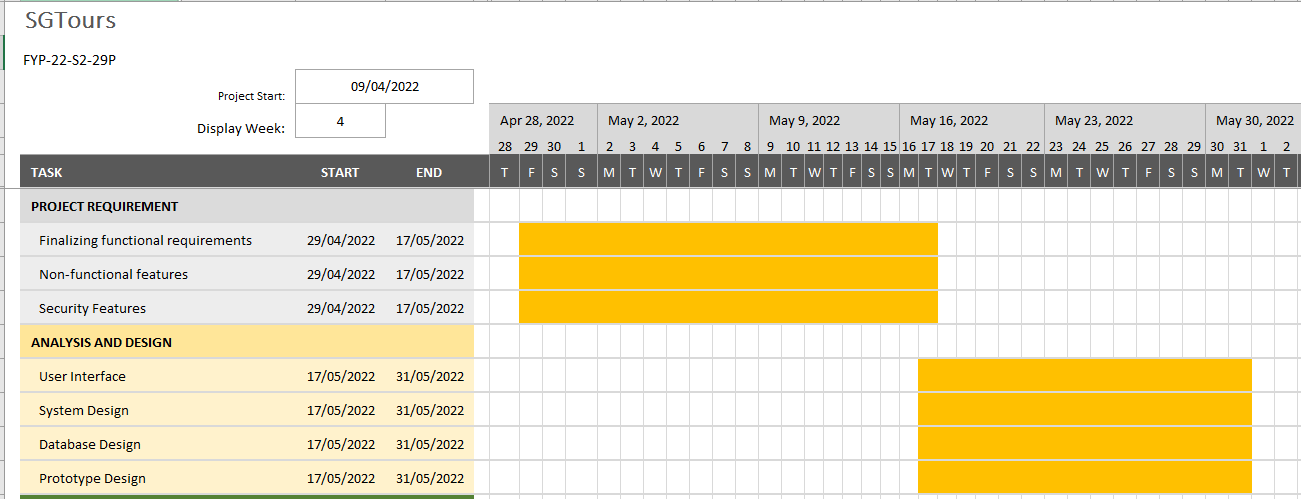 SGTours
FYP-22-S2-29P
Project Start: 09/04/2022
Display Week: 4
Apr 28, 2022 May 2, 2022 May 9, 2022 May 16, 2022 May 23, 2022 May 30, 2022
28 29 30 1 2 3 4 5 6 7 8 9 10 11 12 13 14 15 16 17 18 19 20 21 22 23 24 25 26 27 28 29 30 31 1 2
TASK START END T F S S M T W T F S S M T W T F S S M T W T F S S M T W T F S S M T W T
PROJECT REQUIREMENT
Finalizing functional requirements 29/04/2022 17/05/2022
Non-functional features 29/04/2022 17/05/2022
Security Features 29/04/2022 17/05/2022
ANALYSIS AND DESIGN
User Interface 17/05/2022 31/05/2022
System Design 17/05/2022 31/05/2022
Database Design 17/05/2022 31/05/2022
Prototype Design 17/05/2022 31/05/2022